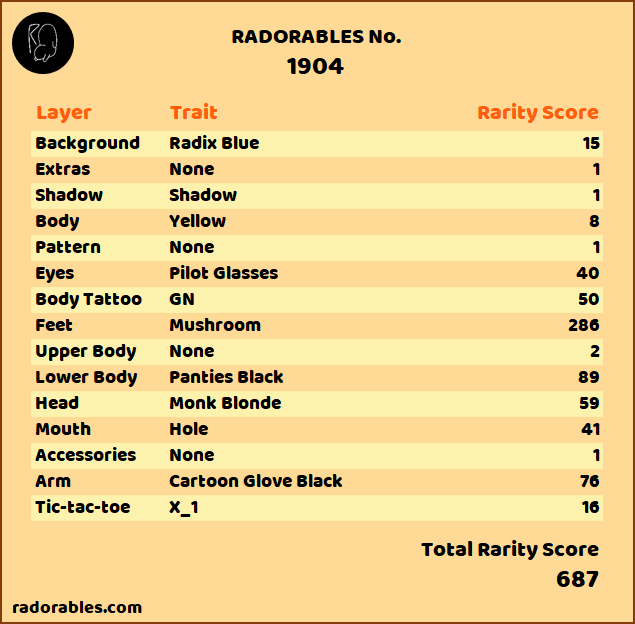 RADORABLES No.
1904
Layer Trait Rarity Score
Background Radix Blue 15
Extras None 1
Shadow Shadow 1
Body Yellow 8
Pattern None 1
Eyes Pilot Glasses 40
Body Tattoo GN 50
Feet Mushroom 286
Upper Body None 2
Lower Body Panties Black 89
Head Monk Blonde 59
Mouth Hole 41
Accessories None 1
Arm Cartoon Glove Black 76
Tic-tac-toe X_1 16
Total Rarity Score
687
radorables.com